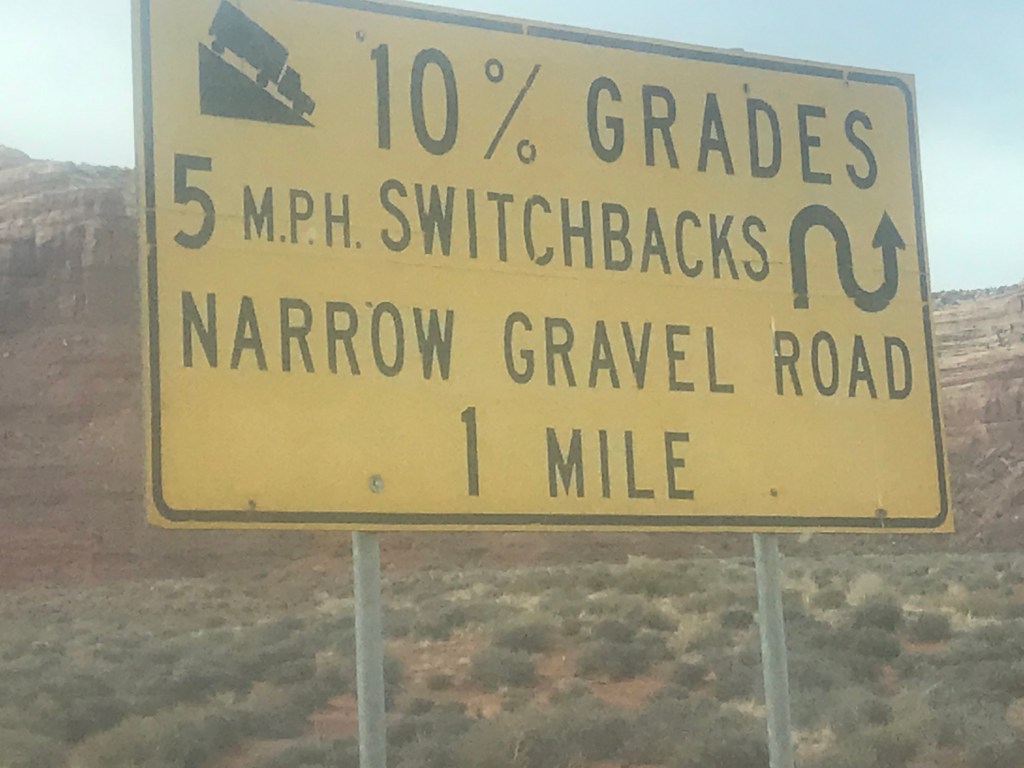 10% GRADES
5 M.P.H. SWITCHBACKS
NARROW GRAVEL ROAD
1 MILE